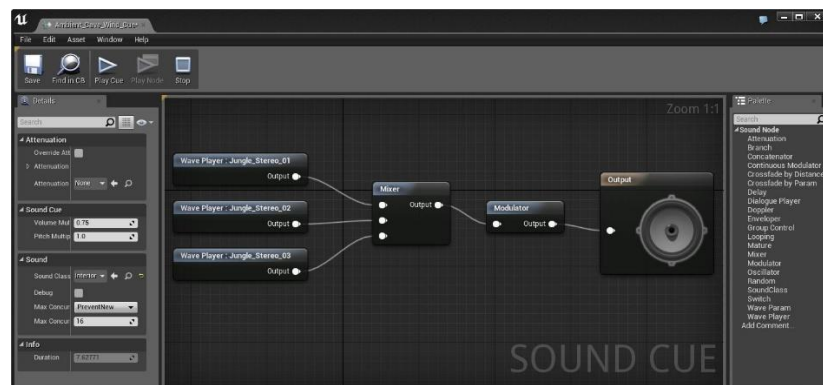 Ambient_Cave_Wind_Cue*
File Edit Asset Window Help
Save Find in CB Play Cue Play Node Stop
Details
Search
Attenuation
Override Att
Attenuation
Attenuation None
Sound Cue
Volume Mul 0.75
Pitch Multip 1.0
Sound
Sound Class Interior
Debug
Max Concur PreventNew
Max Concur 16
Info
Duration
Zoom 1:1
Wave Player : Jungle_Stereo_01
Output
Wave Player : Jungle_Stereo_02
Output
Wave Player : Jungle_Stereo_03
Output
Mixer
Output
Modulator
Output
Output
SOUND CUE
Palette
Search
Sound Node
Attenuation
Branch
Concatenator
Continuous Modulator
Crossfade by Distance
Crossfade by Param
Delay
Dialogue Player
Doppler
Enveloper
Group Control
Looping
Mature
Mixer
Modulator
Oscillator
Random
SoundClass
Switch
Wave Param
Wave Player
Add Comment...